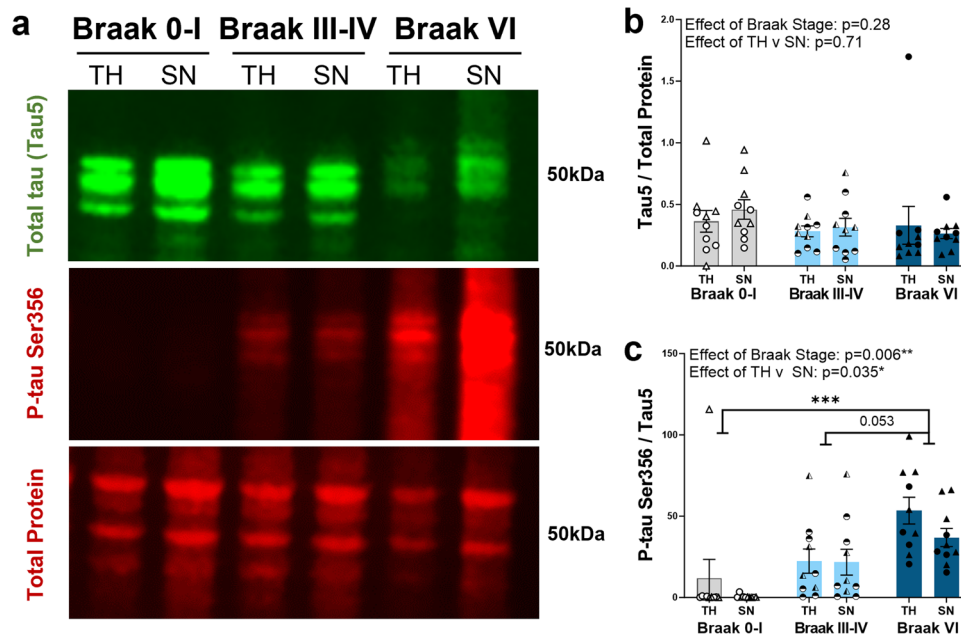 a
Braak 0-I Braak III-IV Braak VI
TH SN TH SN TH SN
Total tau (Tau5)
50kDa
P-tau Ser356
50kDa
Total Protein
50kDa
b
Effect of Braak Stage: p=0.28
Effect of TH v SN: p=0.71
Tau5 / Total Protein
2.0
1.5
1.0
0.5
0.0
TH SN TH SN TH SN
Braak 0-I Braak III-IV Braak VI
c
Effect of Braak Stage: p=0.006**
Effect of TH v SN: p=0.035*
***
0.053
P-tau Ser356 / Tau5
150
100
50
0
TH SN TH SN TH SN
Braak 0-I Braak III-IV Braak VI